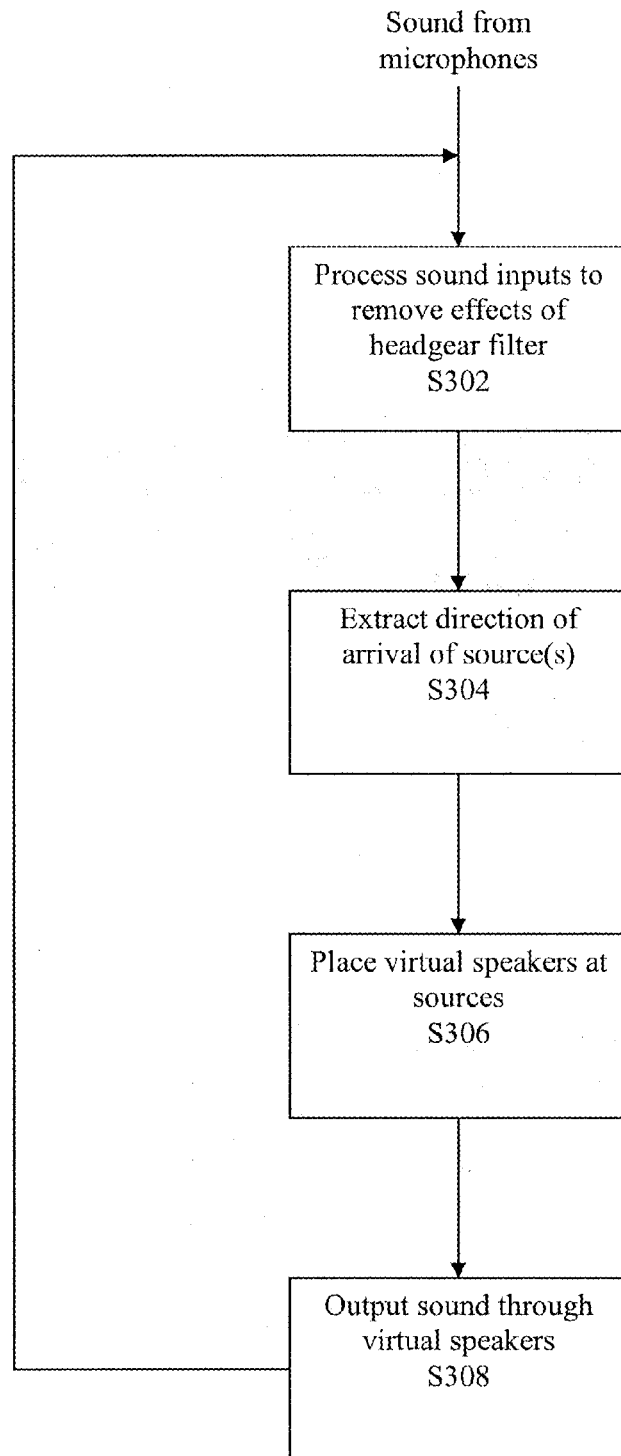 Sound from
microphones
Process sound inputs to
remove effects of
headgear filter
S302
Extract direction of
arrival of source(s)
S304
Place virtual speakers at
sources
S306
Output sound through
virtual speakers
S308